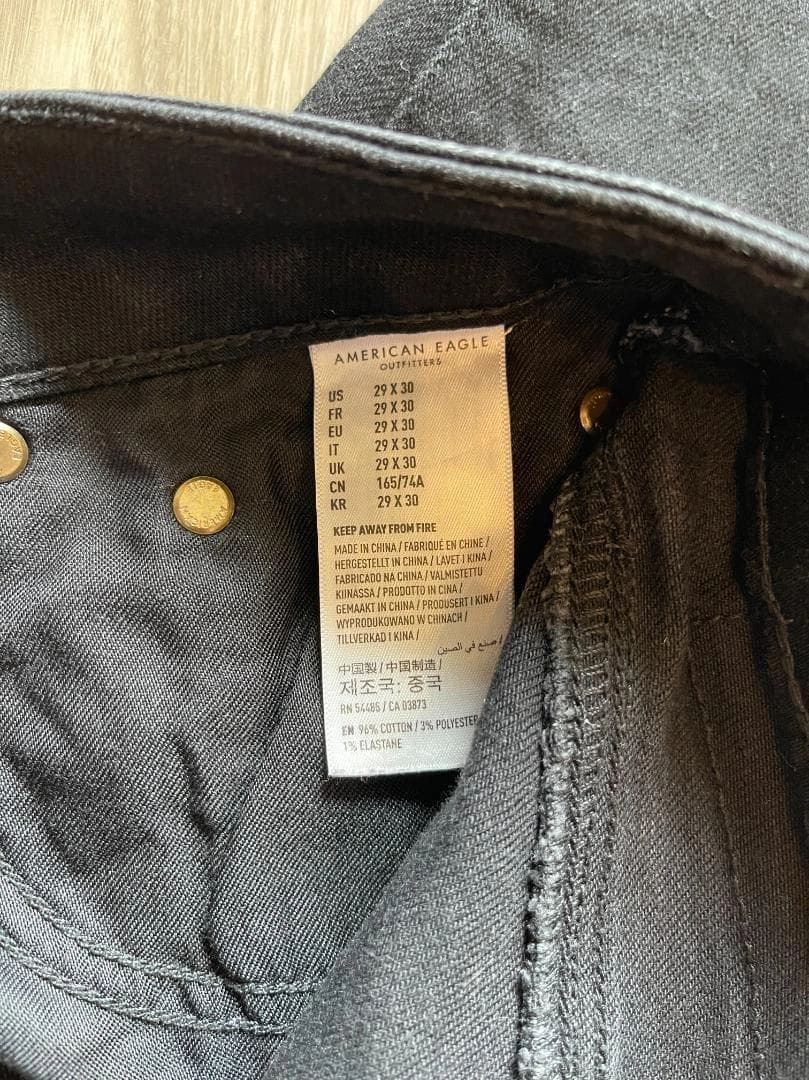 AMERICAN EAGLE
OUTFITTERS
US 29 X 30
FR 29 X 30
EU 29 X 30
IT 29 X 30
UK 29 X 30
CN 165/74A
KR 29 X 30
KEEP AWAY FROM FIRE
MADE IN CHINA / FABRIQUÉ EN CHINE /
HERGESTELLT IN CHINA / LAVET I KINA /
FABRICADO NA CHINA / VALMISTETTU
KIINASSA / PRODOTTO IN CINA /
GEMAAKT IN CHINA / PRODUSERT I KINA /
WYPRODUKOWANO W CHINACH /
TILLVERKAD I KINA /
صنع في الصين /
中国製 / 中国制造 /
제조국: 중국
RN 54485 / CA 03873
EN 96% COTTON / 3% POLYESTER
1% ELASTANE